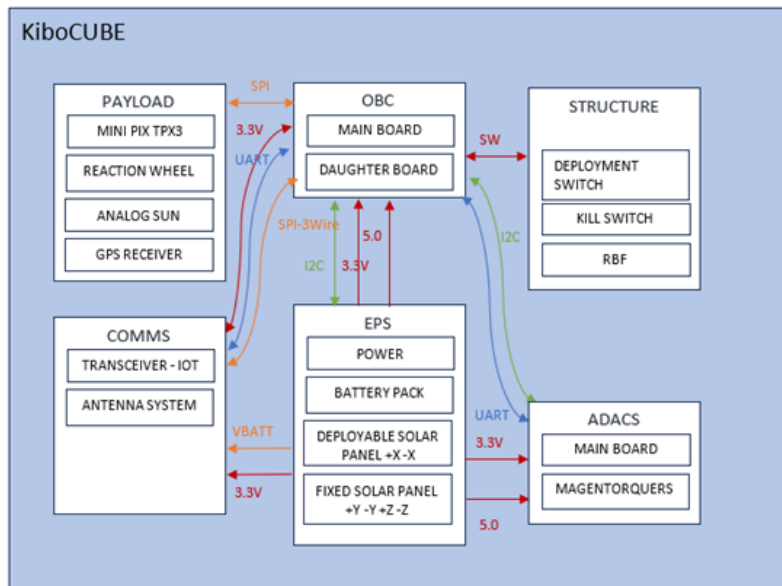 KiboCUBE
PAYLOAD
MINI PIX TPX3
REACTION WHEEL
ANALOG SUN
GPS RECEIVER
SPI
3.3V
UART
SPI-3Wire
OBC
MAIN BOARD
DAUGHTER BOARD
SW
STRUCTURE
DEPLOYMENT
SWITCH
KILL SWITCH
RBF
I2C
5.0
3.3V
I2C
COMMS
TRANSCEIVER - IOT
ANTENNA SYSTEM
VBATT
3.3V
EPS
POWER
BATTERY PACK
DEPLOYABLE SOLAR
PANEL +X -X
FIXED SOLAR PANEL
+Y -Y +Z -Z
UART
3.3V
5.0
ADACS
MAIN BOARD
MAGENTORQUERS